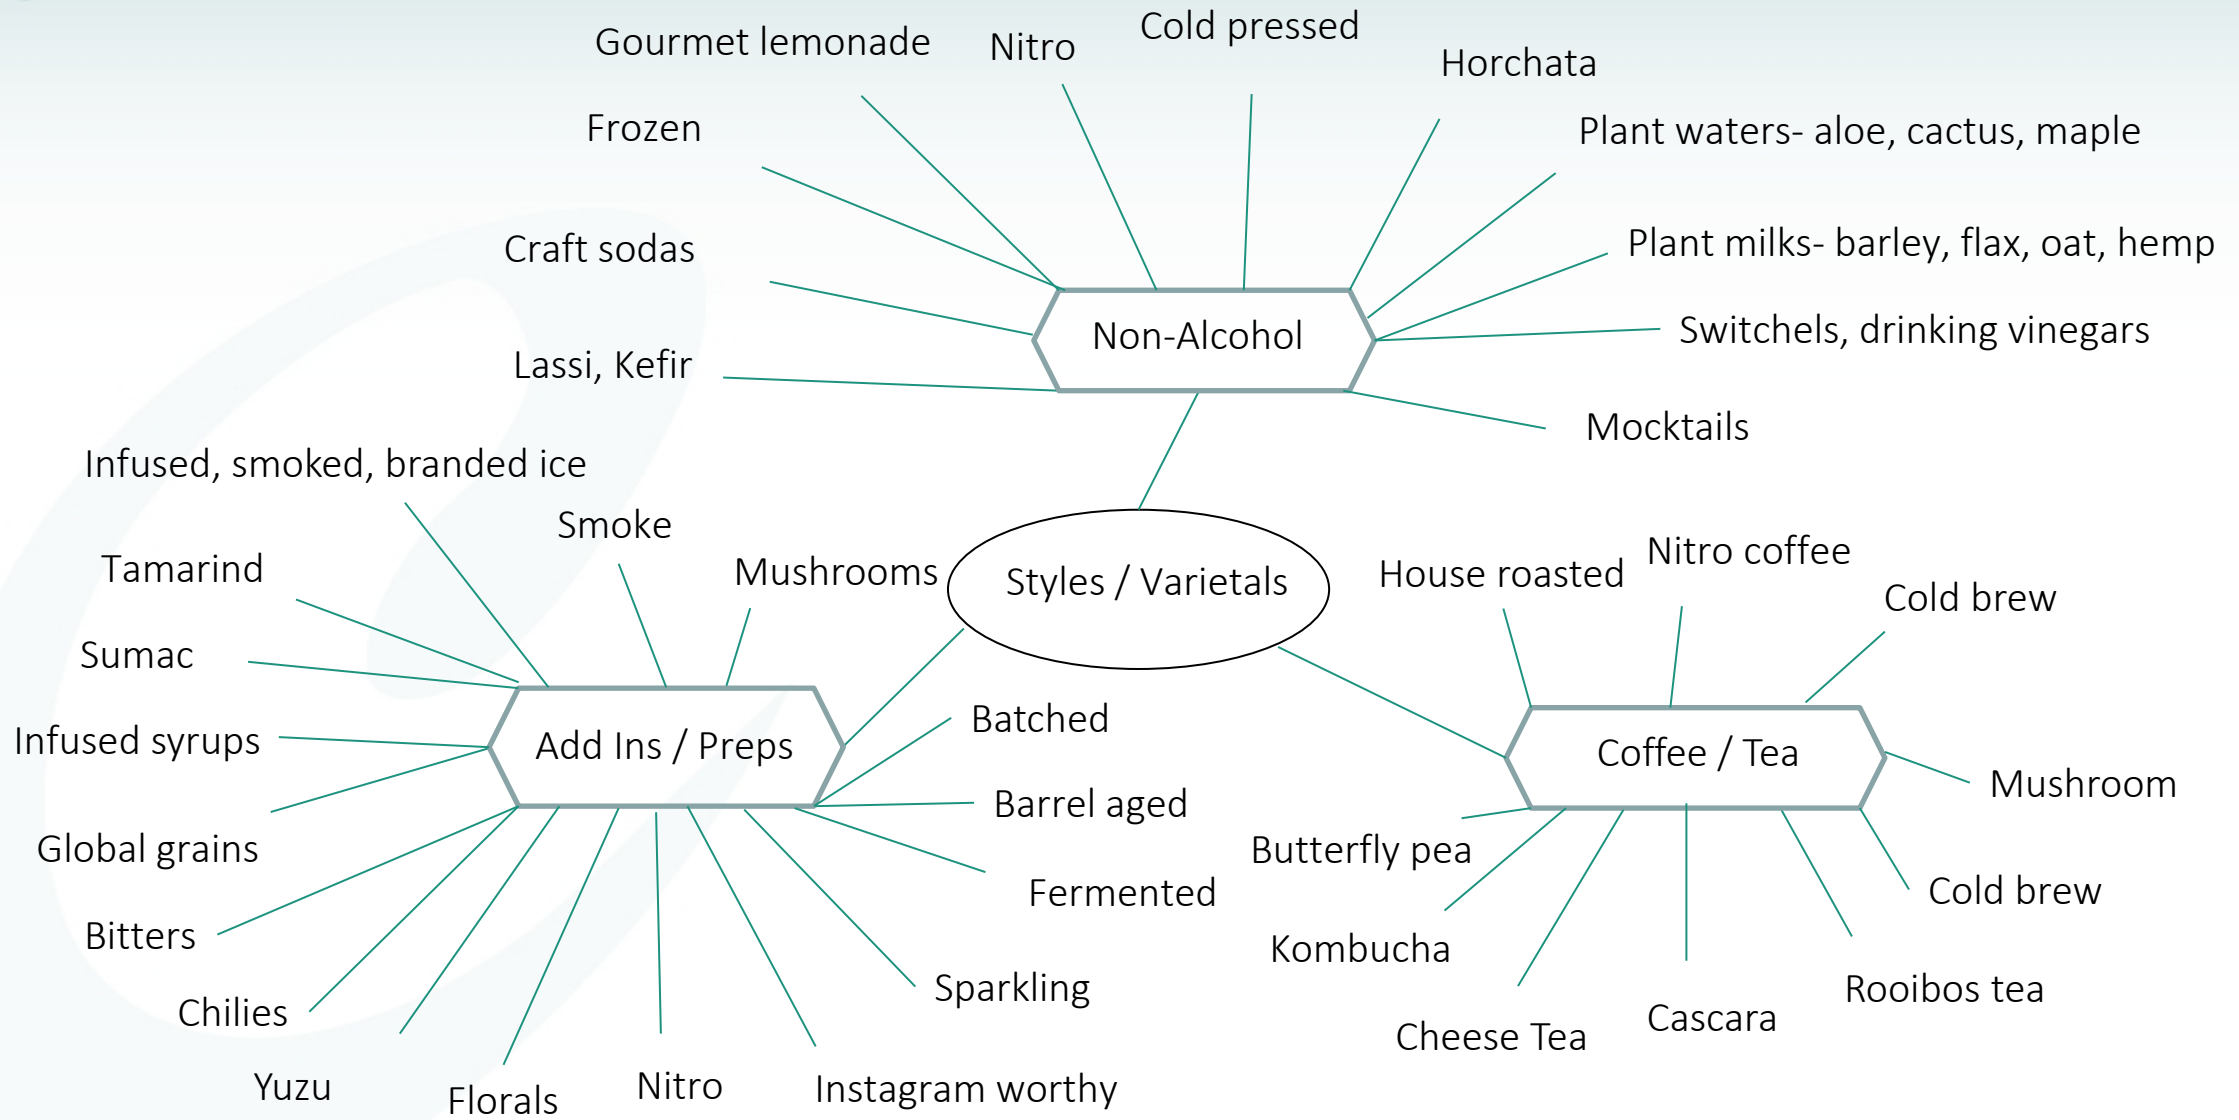 Cold pressed
Gourmet lemonade
Nitro
Horchata
Frozen
Plant waters- aloe, cactus, maple
Craft sodas
Plant milks- barley, flax, oat, hemp
Non-Alcohol
Switchels, drinking vinegars
Lassi, Kefir
Mocktails
Infused, smoked, branded ice
Smoke
Tamarind
Mushrooms
Styles / Varietals
House roasted
Nitro coffee
Cold brew
Sumac
Infused syrups
Add Ins / Preps
Batched
Coffee / Tea
Mushroom
Barrel aged
Global grains
Butterfly pea
Fermented
Cold brew
Bitters
Kombucha
Chilies
Sparkling
Rooibos tea
Cheese Tea
Cascara
Yuzu
Florals
Nitro
Instagram worthy